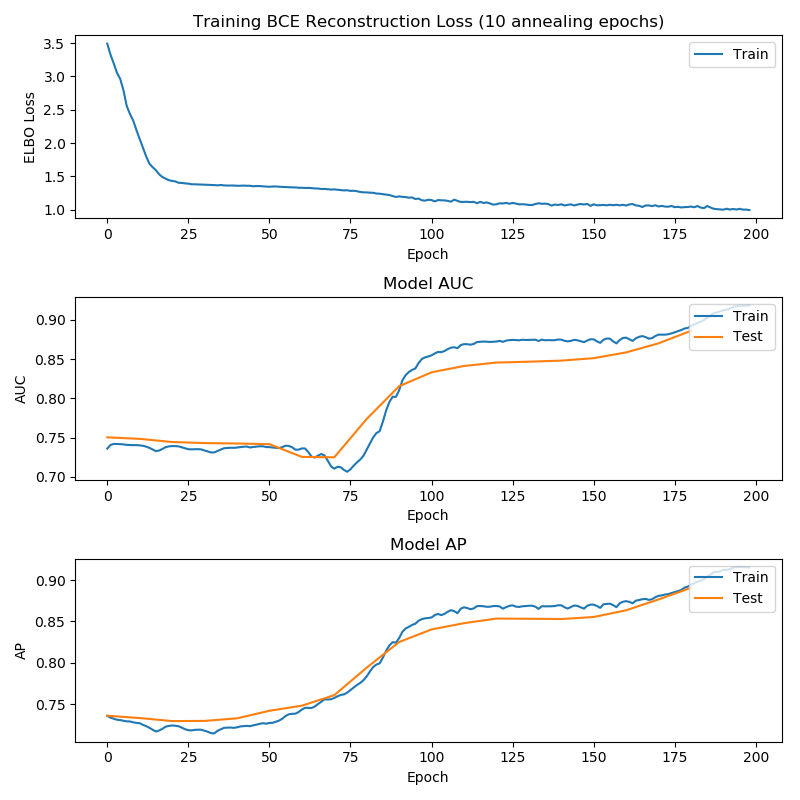 Training BCE Reconstruction Loss (10 annealing epochs)
3.5
3.0
2.5
2.0
1.5
1.0
ELBO Loss
Train
0 25 50 75 100 125 150 175 200
Epoch
Model AUC
0.90
0.85
0.80
0.75
0.70
AUC
Train
Test
0 25 50 75 100 125 150 175 200
Epoch
Model AP
0.90
0.85
0.80
0.75
AP
Train
Test
0 25 50 75 100 125 150 175 200
Epoch